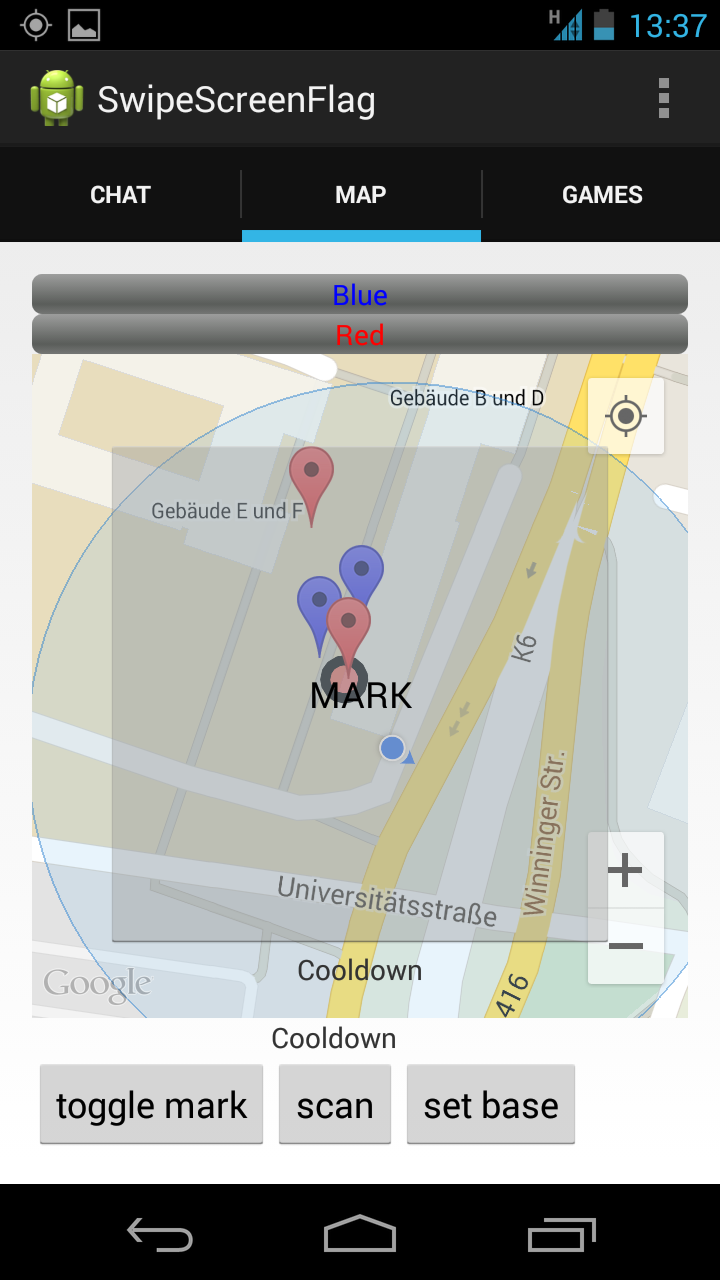 H 13:37
SwipeScreenFlag
CHAT MAP GAMES
Blue
Red
Gebäude B und D
Gebäude E und F
K6
MARK
Winninger Str.
Universitätsstraße
Cooldown
Google
416
Cooldown
toggle mark scan set base